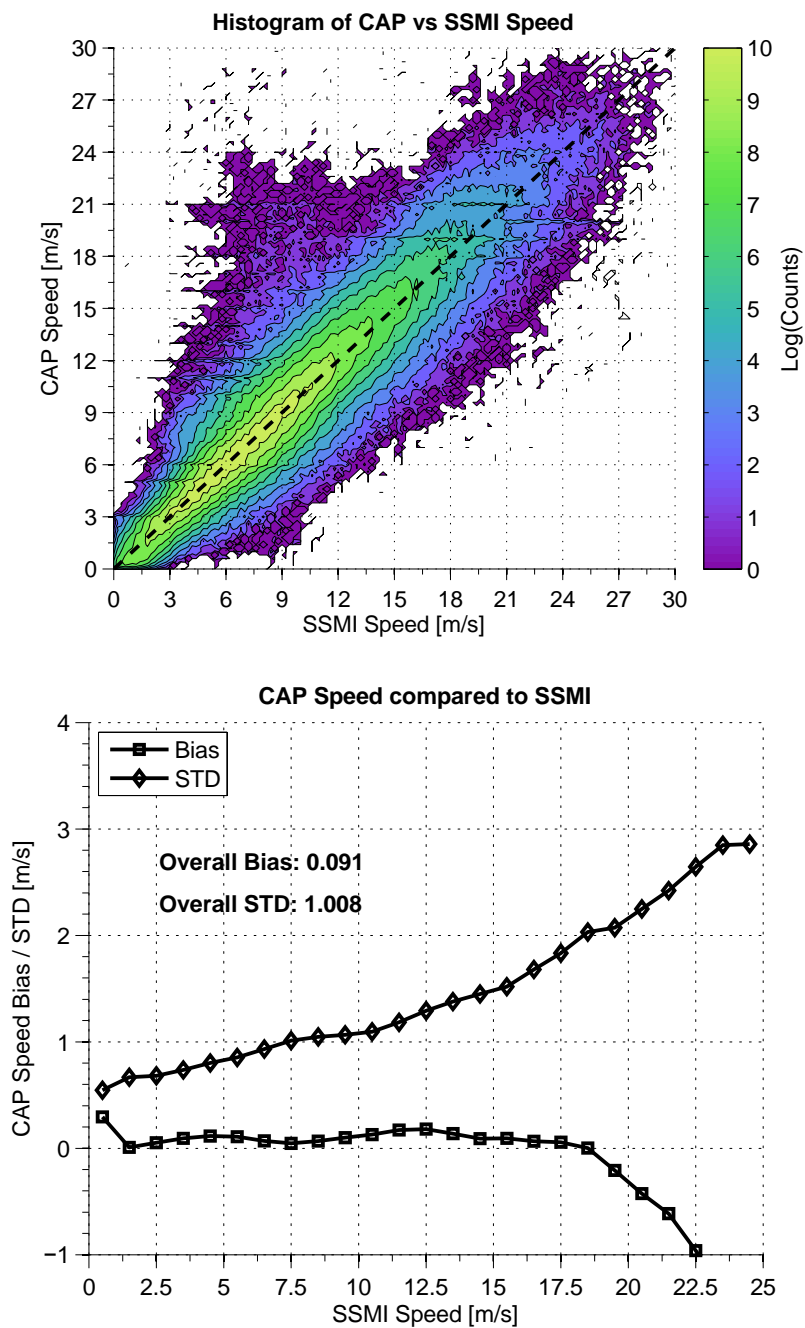 Histogram of CAP vs SSMI Speed
30
27
24
21
18
15
12
9
6
3
0
CAP Speed [m/s]
0 3 6 9 12 15 18 21 24 27 30
SSMI Speed [m/s]
10
9
8
7
6
5
4
3
2
1
0
Log(Counts)
CAP Speed compared to SSMI
4
3
2
1
0
−1
CAP Speed Bias / STD [m/s]
Bias
STD
Overall Bias: 0.091
Overall STD: 1.008
0 2.5 5 7.5 10 12.5 15 17.5 20 22.5 25
SSMI Speed [m/s]